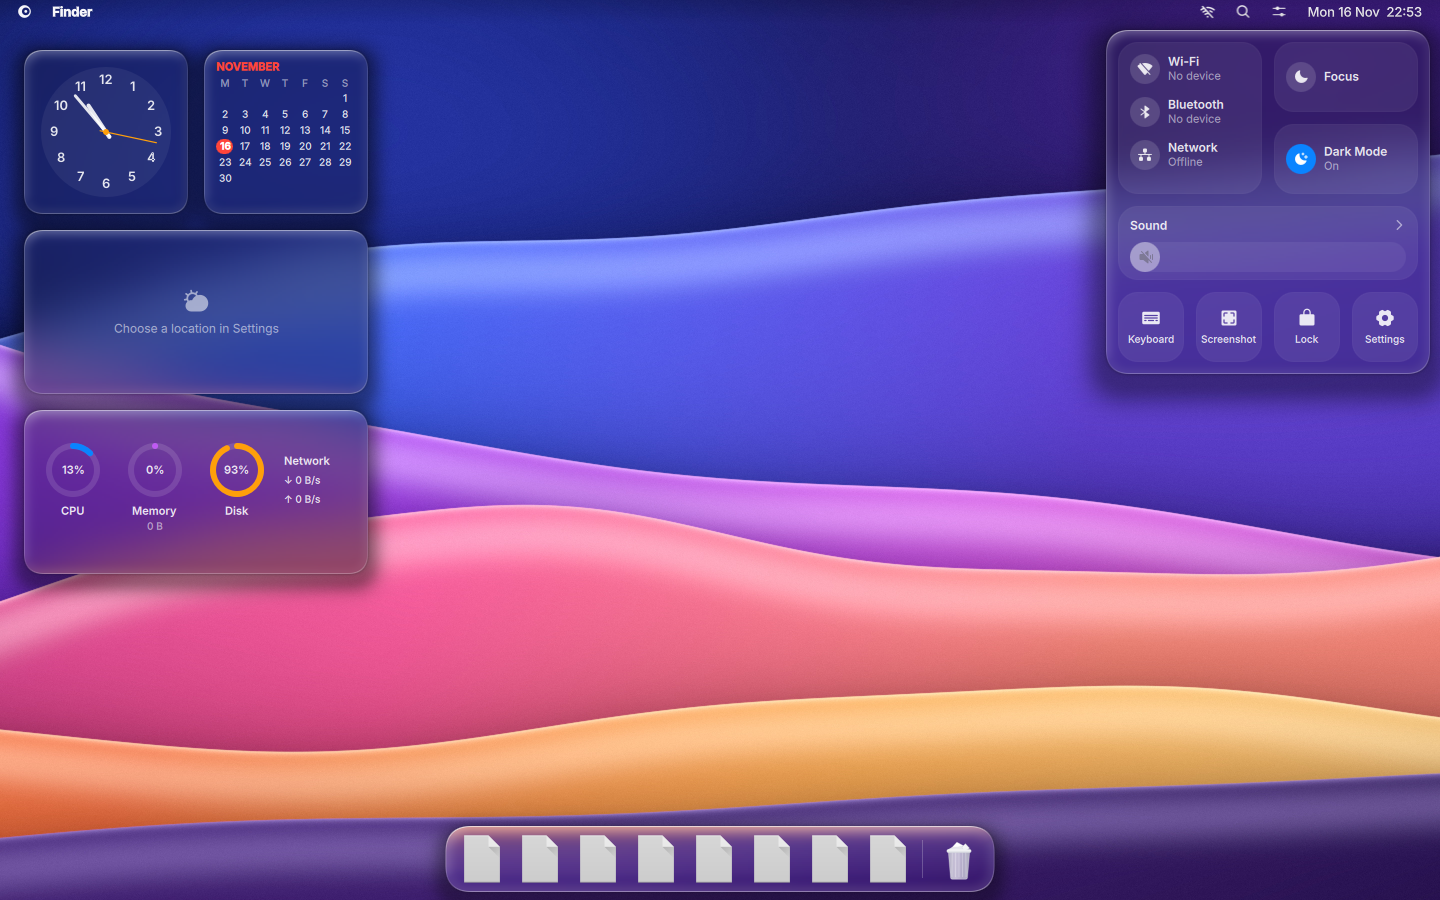 Finder
Mon 16 Nov 22:53
12
11 1
10 2
9 3
8 4
7 5
6
NOVEMBER
M T W T F S S
1
2 3 4 5 6 7 8
9 10 11 12 13 14 15
16 17 18 19 20 21 22
23 24 25 26 27 28 29
30
Choose a location in Settings
13%
CPU
0%
Memory
0 B
93%
Disk
Network
↓ 0 B/s
↑ 0 B/s
Wi-Fi
No device
Bluetooth
No device
Network
Offline
Focus
Dark Mode
On
Sound
Keyboard
Screenshot
Lock
Settings